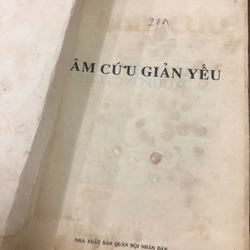 ÂM CỨU GIẢN YẾU
NHÀ XUẤT BẢN QUÂN ĐỘI NHÂN DÂN